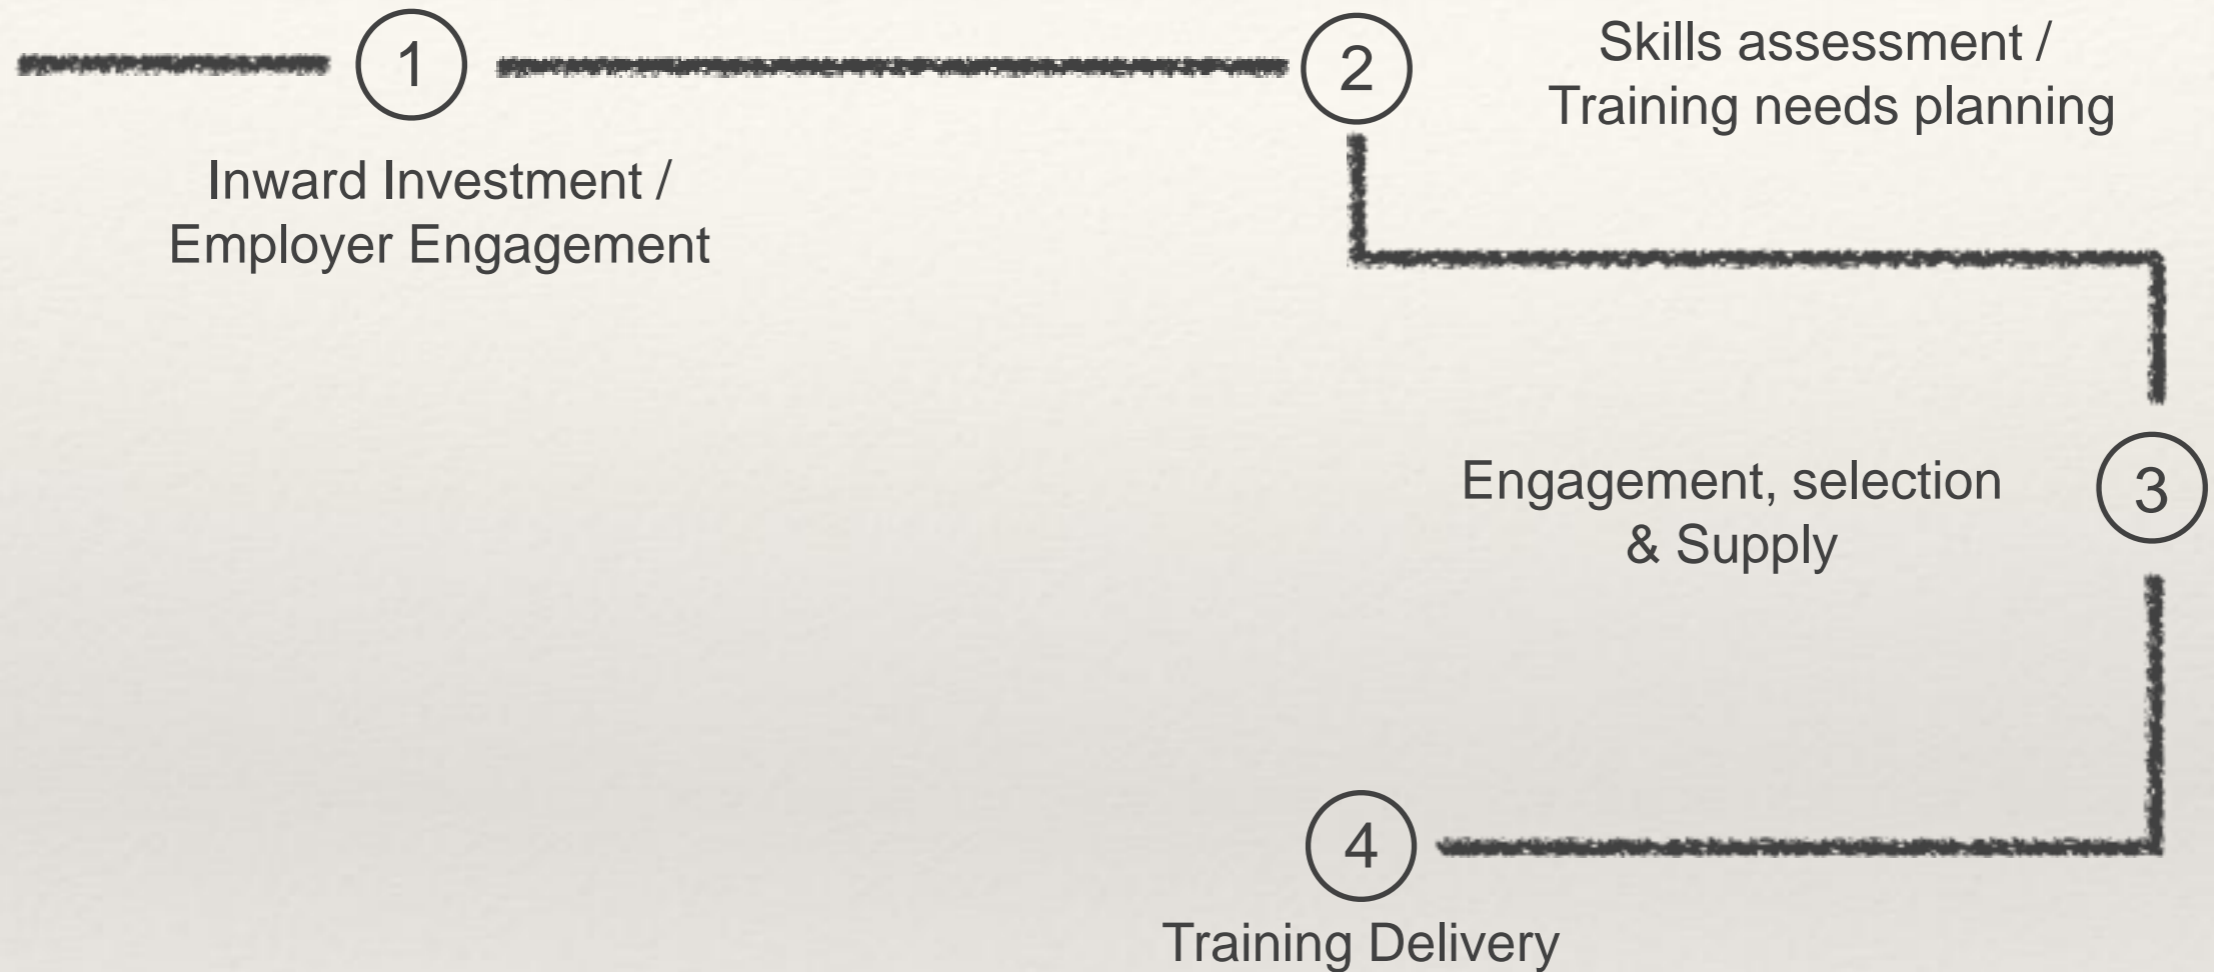 1
Inward Investment /
Employer Engagement
2
Skills assessment /
Training needs planning
Engagement, selection
& Supply
3
4
Training Delivery